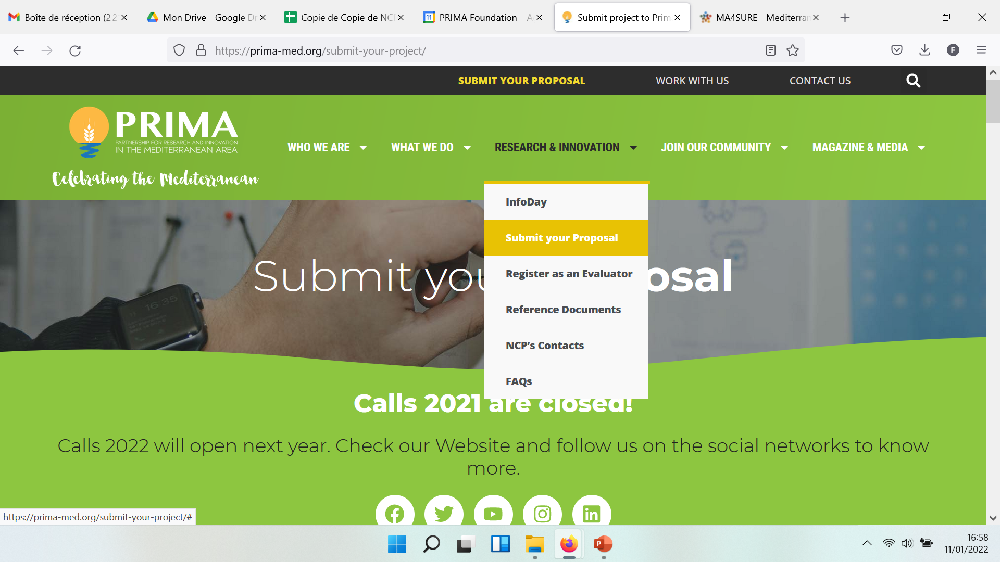 Boîte de réception (22
Mon Drive - Google Dr
Copie de Copie de NCP
PRIMA Foundation – A
Submit project to Prim
MA4SURE - Mediterran
https://prima-med.org/submit-your-project/
F
SUBMIT YOUR PROPOSAL
WORK WITH US
CONTACT US
PRIMA
PARTNERSHIP FOR RESEARCH AND INNOVATION
IN THE MEDITERRANEAN AREA
Celebrating the Mediterranean
WHO WE ARE
WHAT WE DO
RESEARCH & INNOVATION
JOIN OUR COMMUNITY
MAGAZINE & MEDIA
InfoDay
Submit your Proposal
Register as an Evaluator
Reference Documents
NCP’s Contacts
FAQs
16:35
Submit you osal
Calls 2021 are closed!
Calls 2022 will open next year. Check our Website and follow us on the social networks to know
more.
https://prima-med.org/submit-your-project/#
16:58
11/01/2022